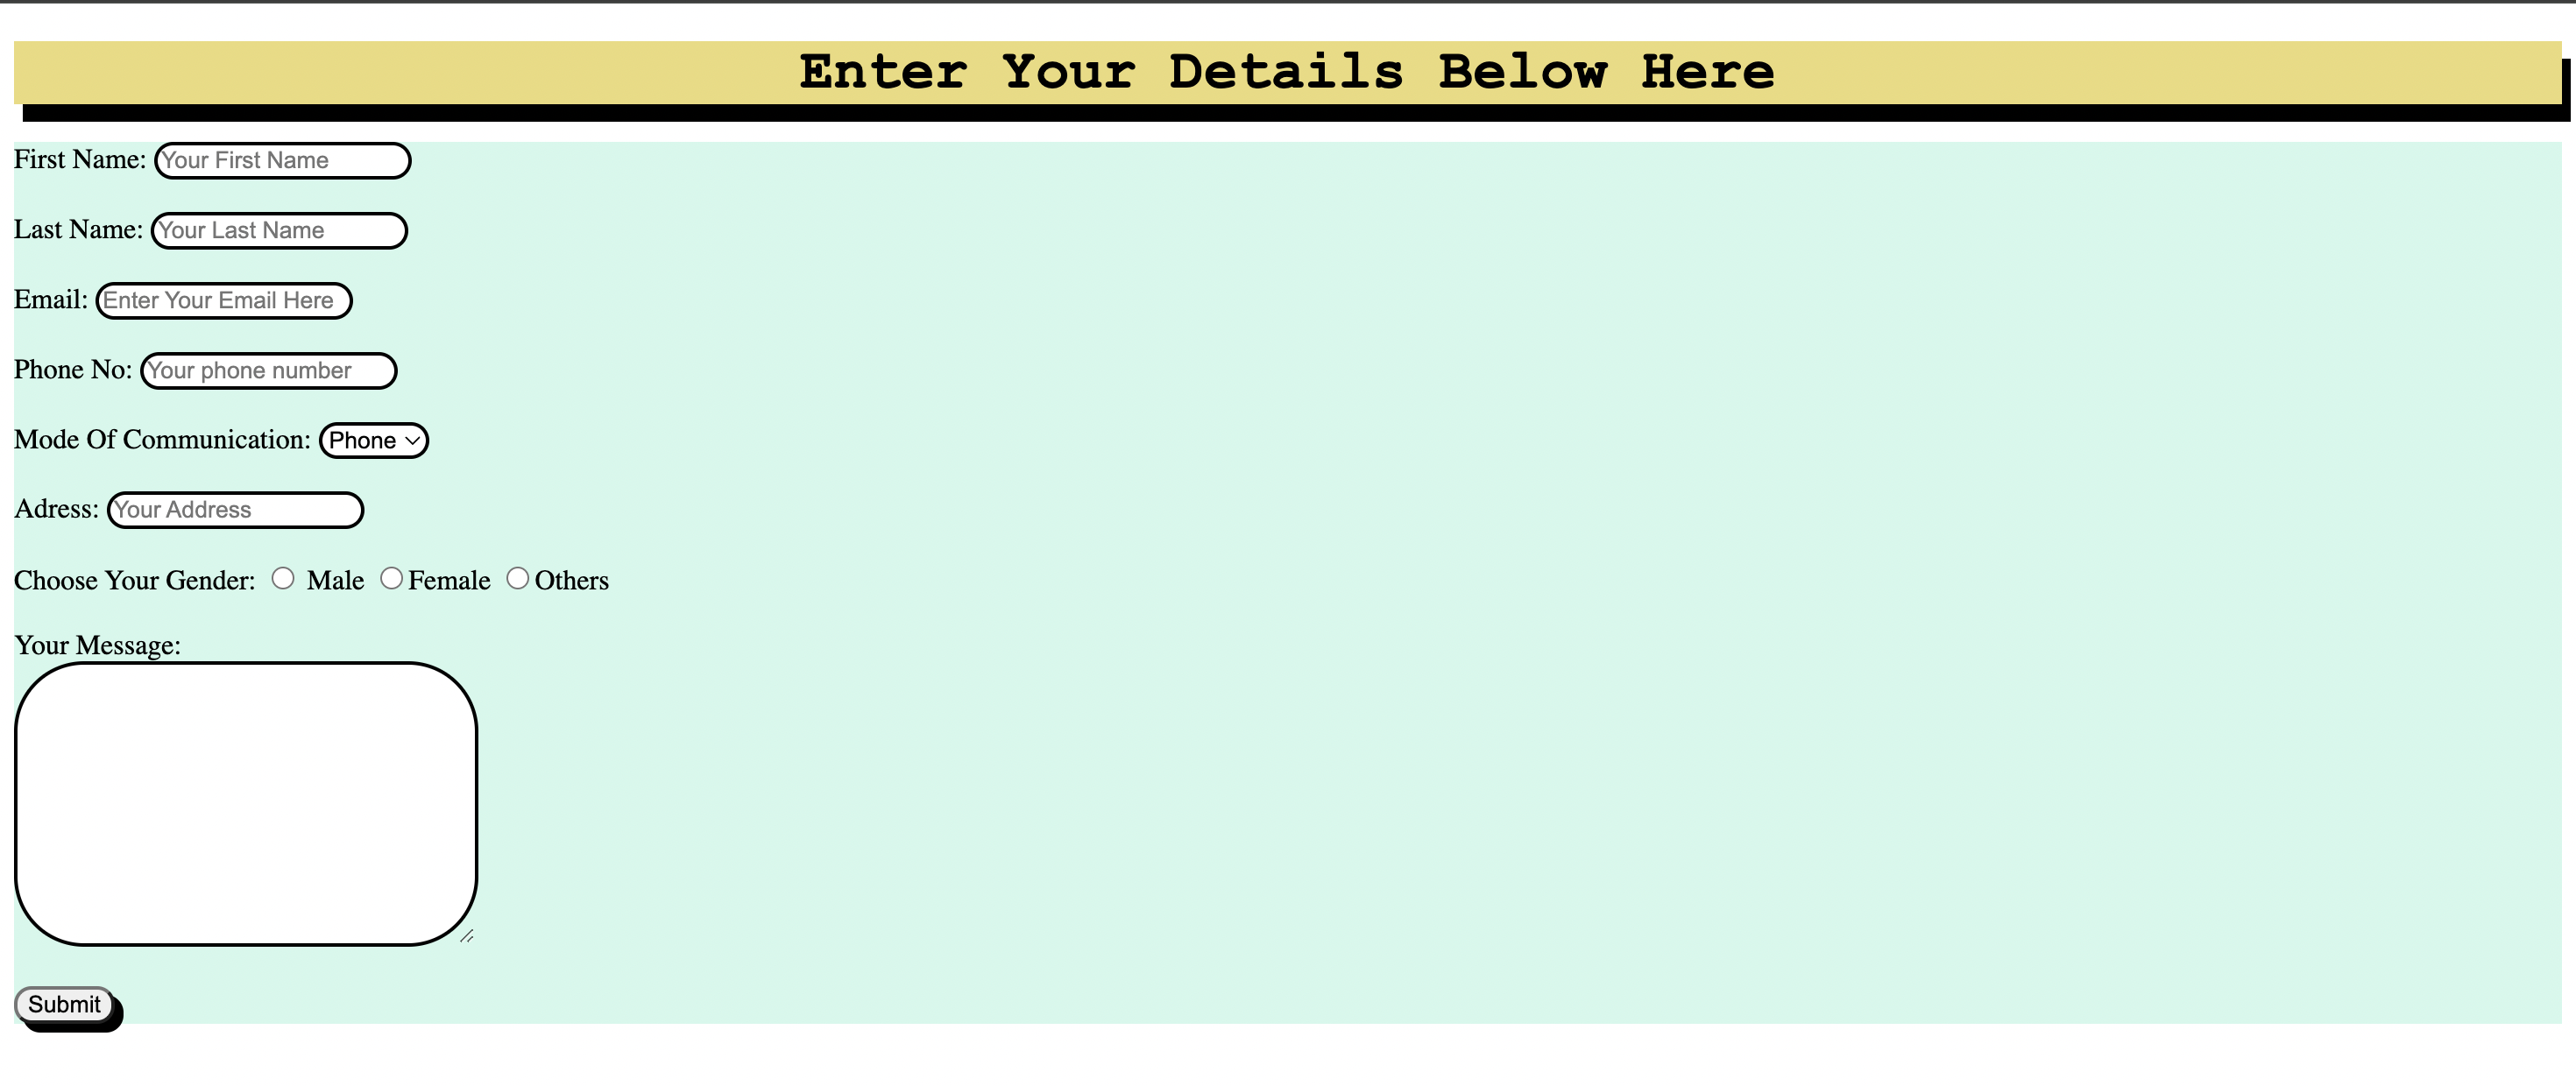 Enter Your Details Below Here
First Name: Your First Name
Last Name: Your Last Name
Email: Enter Your Email Here
Phone No: Your phone number
Mode Of Communication: Phone
Adress: Your Address
Choose Your Gender: Male Female Others
Your Message:
Submit